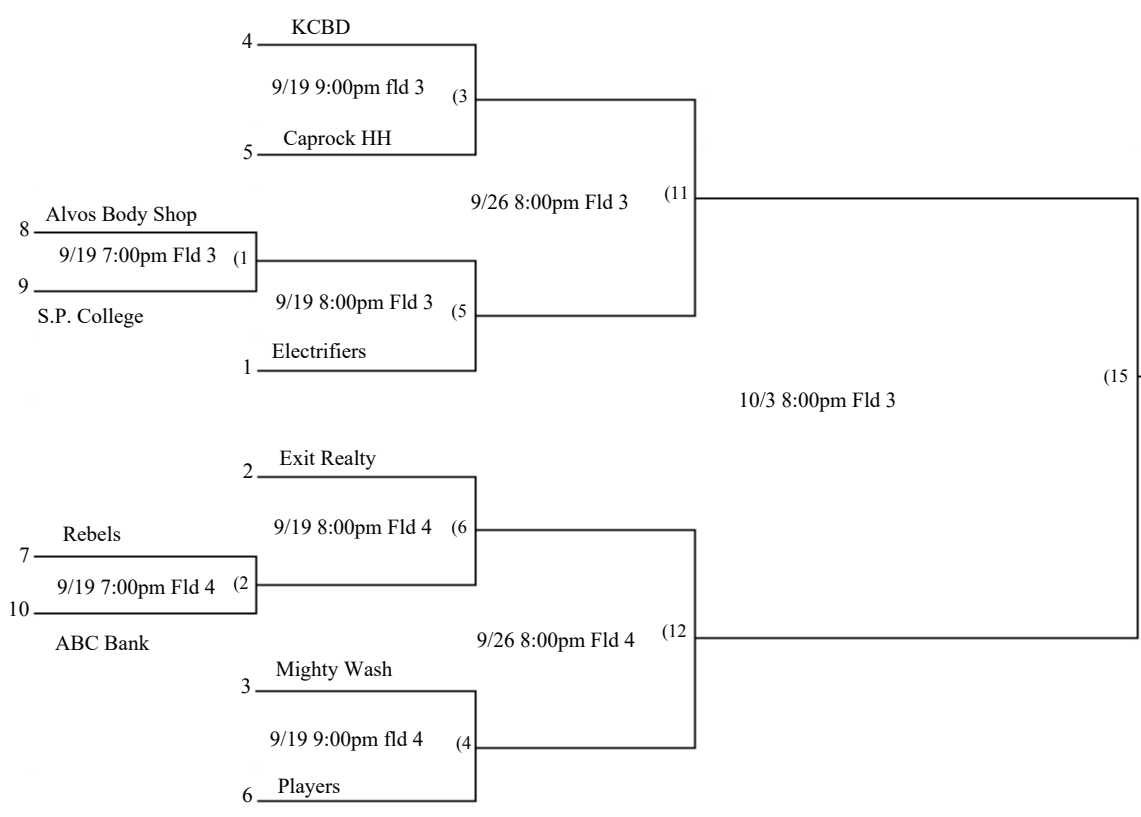 KCBD
4
9/19 9:00pm fld 3
(3
Caprock HH
5
9/26 8:00pm Fld 3
(11
Alvos Body Shop
8
9/19 7:00pm Fld 3
(1
9
S.P. College
9/19 8:00pm Fld 3
(5
Electrifiers
1
(15
10/3 8:00pm Fld 3
Exit Realty
2
9/19 8:00pm Fld 4
(6
Rebels
7
9/19 7:00pm Fld 4
(2
10
ABC Bank
9/26 8:00pm Fld 4
(12
Mighty Wash
3
9/19 9:00pm fld 4
(4
Players
6